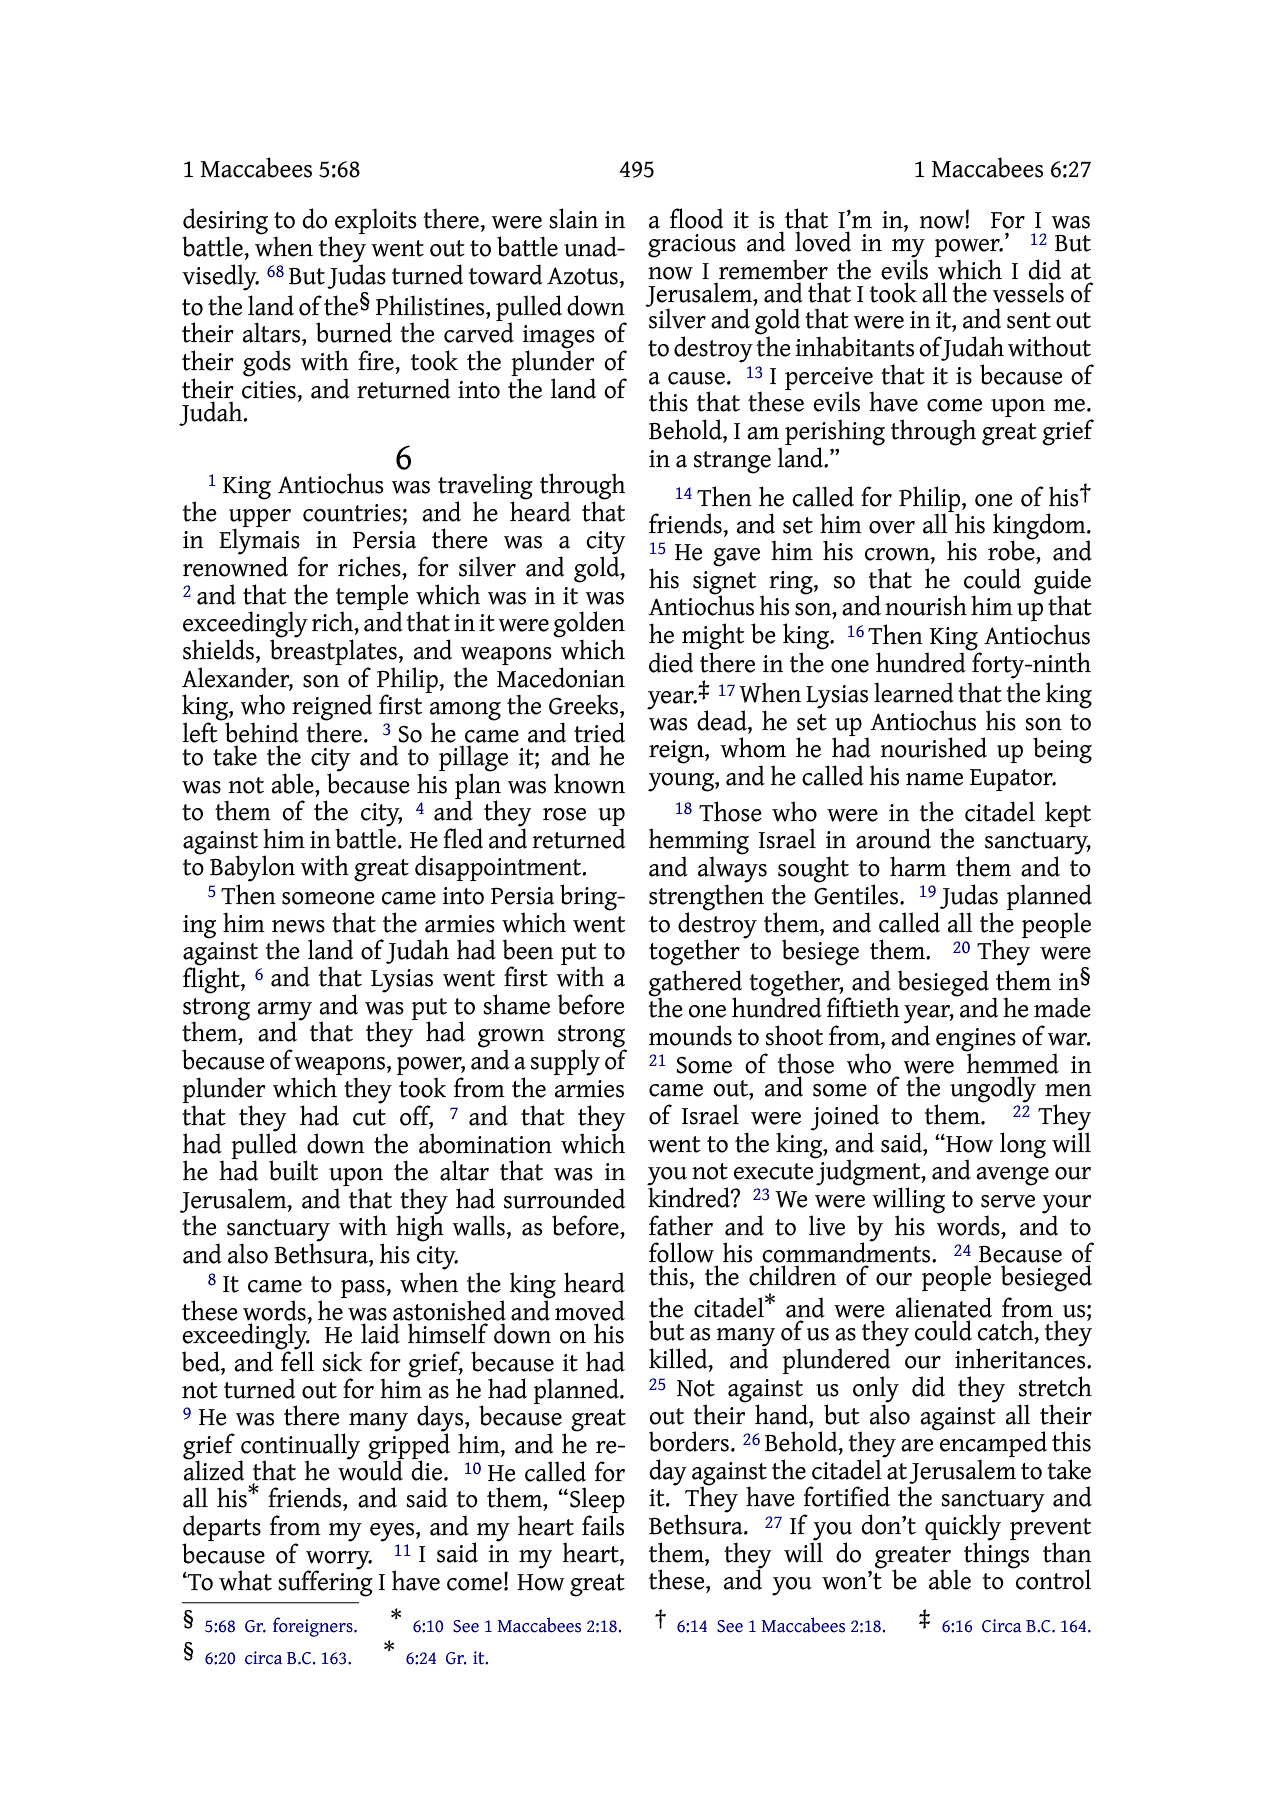 1 Maccabees 5:68 495 1 Maccabees 6:27
desiring to do exploits there, were slain in
battle, when they went out to battle unad-
visedly. 68 But Judas turned toward Azotus,
to the land of the§ Philistines, pulled down
their altars, burned the carved images of
their gods with fire, took the plunder of
their cities, and returned into the land of
Judah.
6
1 King Antiochus was traveling through
the upper countries; and he heard that
in Elymais in Persia there was a city
renowned for riches, for silver and gold,
2 and that the temple which was in it was
exceedingly rich, and that in it were golden
shields, breastplates, and weapons which
Alexander, son of Philip, the Macedonian
king, who reigned first among the Greeks,
left behind there. 3 So he came and tried
to take the city and to pillage it; and he
was not able, because his plan was known
to them of the city, 4 and they rose up
against him in battle. He fled and returned
to Babylon with great disappointment.
5 Then someone came into Persia bring-
ing him news that the armies which went
against the land of Judah had been put to
flight, 6 and that Lysias went first with a
strong army and was put to shame before
them, and that they had grown strong
because of weapons, power, and a supply of
plunder which they took from the armies
that they had cut off, 7 and that they
had pulled down the abomination which
he had built upon the altar that was in
Jerusalem, and that they had surrounded
the sanctuary with high walls, as before,
and also Bethsura, his city.
8 It came to pass, when the king heard
these words, he was astonished and moved
exceedingly. He laid himself down on his
bed, and fell sick for grief, because it had
not turned out for him as he had planned.
9 He was there many days, because great
grief continually gripped him, and he re-
alized that he would die. 10 He called for
all his* friends, and said to them, “Sleep
departs from my eyes, and my heart fails
because of worry. 11 I said in my heart,
‘To what suffering I have come! How great
a flood it is that I’m in, now! For I was
gracious and loved in my power.’ 12 But
now I remember the evils which I did at
Jerusalem, and that I took all the vessels of
silver and gold that were in it, and sent out
to destroy the inhabitants of Judah without
a cause. 13 I perceive that it is because of
this that these evils have come upon me.
Behold, I am perishing through great grief
in a strange land.”
14 Then he called for Philip, one of his†
friends, and set him over all his kingdom.
15 He gave him his crown, his robe, and
his signet ring, so that he could guide
Antiochus his son, and nourish him up that
he might be king. 16 Then King Antiochus
died there in the one hundred forty-ninth
year.‡ 17 When Lysias learned that the king
was dead, he set up Antiochus his son to
reign, whom he had nourished up being
young, and he called his name Eupator.
18 Those who were in the citadel kept
hemming Israel in around the sanctuary,
and always sought to harm them and to
strengthen the Gentiles. 19 Judas planned
to destroy them, and called all the people
together to besiege them. 20 They were
gathered together, and besieged them in§
the one hundred fiftieth year, and he made
mounds to shoot from, and engines of war.
21 Some of those who were hemmed in
came out, and some of the ungodly men
of Israel were joined to them. 22 They
went to the king, and said, “How long will
you not execute judgment, and avenge our
kindred? 23 We were willing to serve your
father and to live by his words, and to
follow his commandments. 24 Because of
this, the children of our people besieged
the citadel* and were alienated from us;
but as many of us as they could catch, they
killed, and plundered our inheritances.
25 Not against us only did they stretch
out their hand, but also against all their
borders. 26 Behold, they are encamped this
day against the citadel at Jerusalem to take
it. They have fortified the sanctuary and
Bethsura. 27 If you don’t quickly prevent
them, they will do greater things than
these, and you won’t be able to control
§ 5:68 Gr. foreigners. * 6:10 See 1 Maccabees 2:18. † 6:14 See 1 Maccabees 2:18. ‡ 6:16 Circa B.C. 164.
§ 6:20 circa B.C. 163. * 6:24 Gr. it.